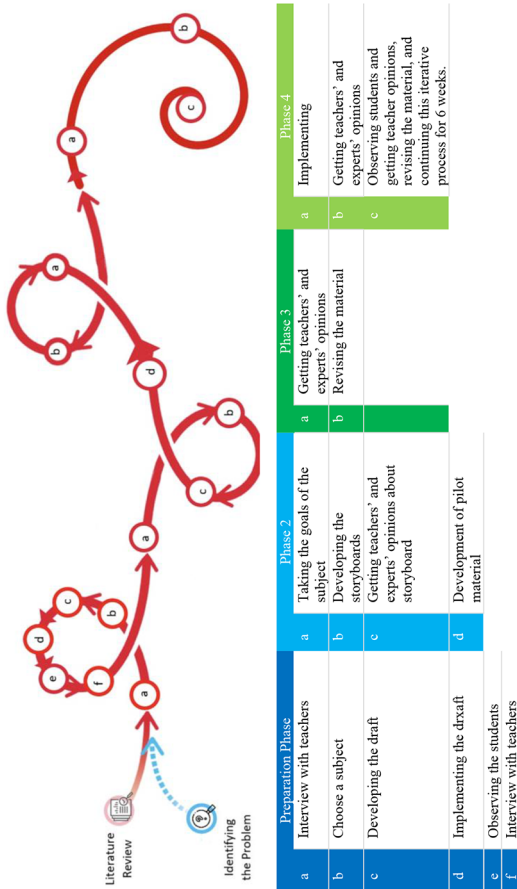 Literature
Review
Identifying
the Problem
a
b
c
d
e
f
a
b
c
d
a
b
a
b
c
Preparation Phase
a
Interview with teachers
b
Choose a subject
c
Developing the draft
d
Implementing the drxaft
e
Observing the students
f
Interview with teachers
Phase 2
a
Taking the goals of the
subject
b
Developing the
storyboards
c
Getting teachers' and
experts' opinions about
storyboard
d
Development of pilot
material
Phase 3
a
Getting teachers' and
experts' opinions
b
Revising the material
Phase 4
a
Implementing
b
Getting teachers' and
experts' opinions
c
Observing students and
getting teacher opinions,
revising the material, and
continuing this iterative
process for 6 weeks.